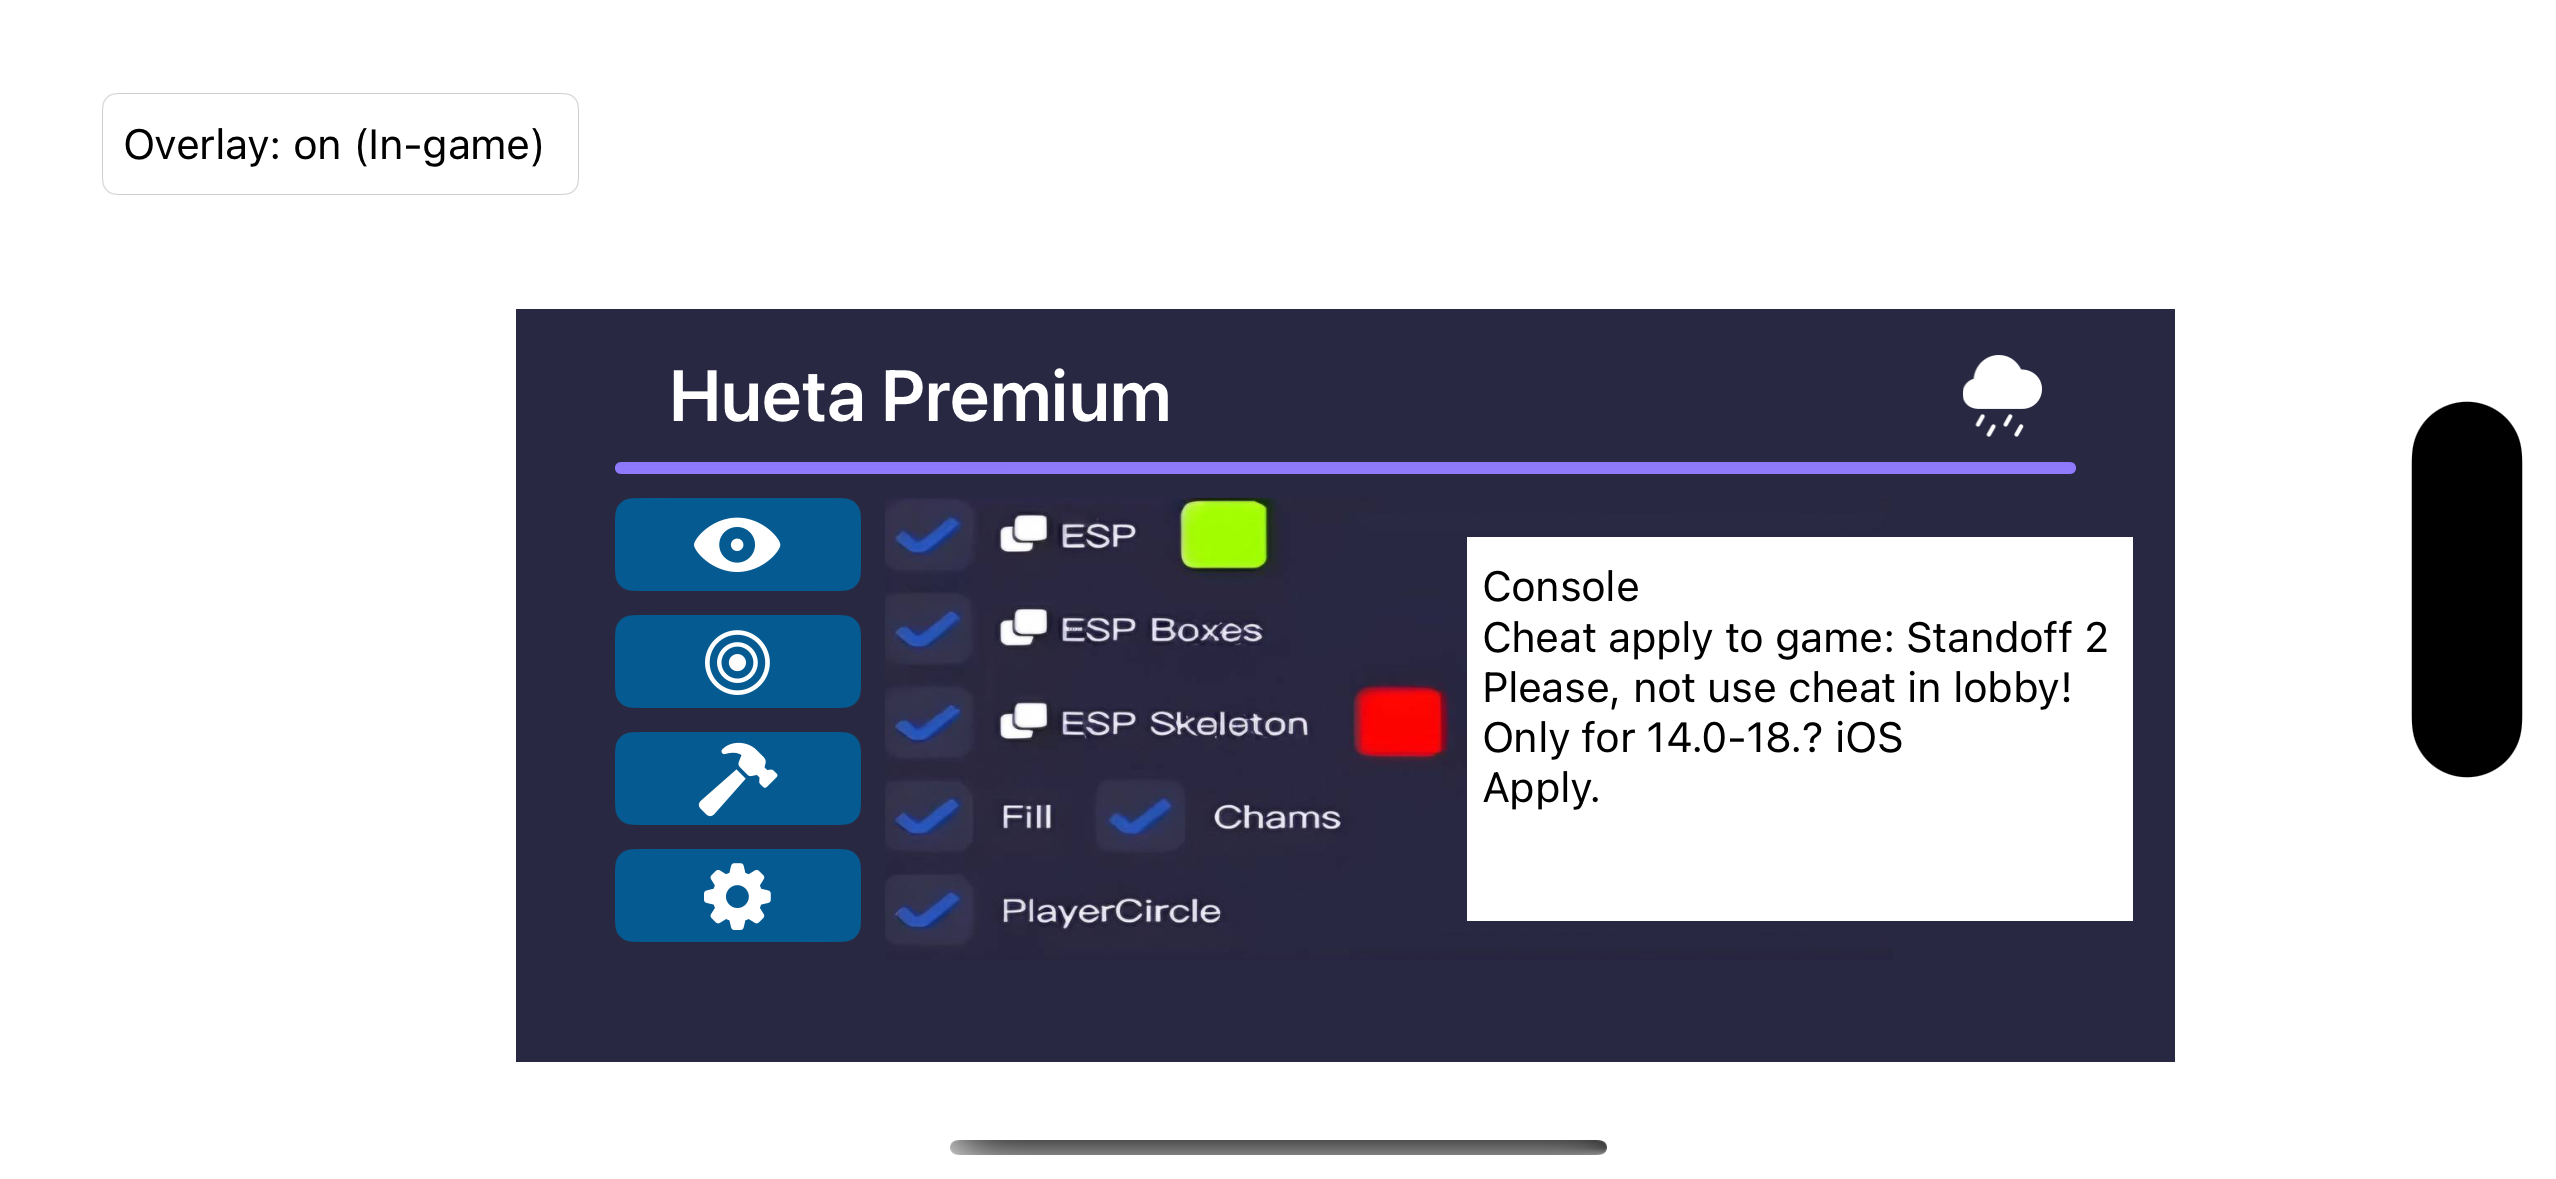 Overlay: on (In-game)
Hueta Premium
ESP
ESP Boxes
ESP Skeleton
Fill
Chams
PlayerCircle
Console
Cheat apply to game: Standoff 2
Please, not use cheat in lobby!
Only for 14.0-18.? iOS
Apply.